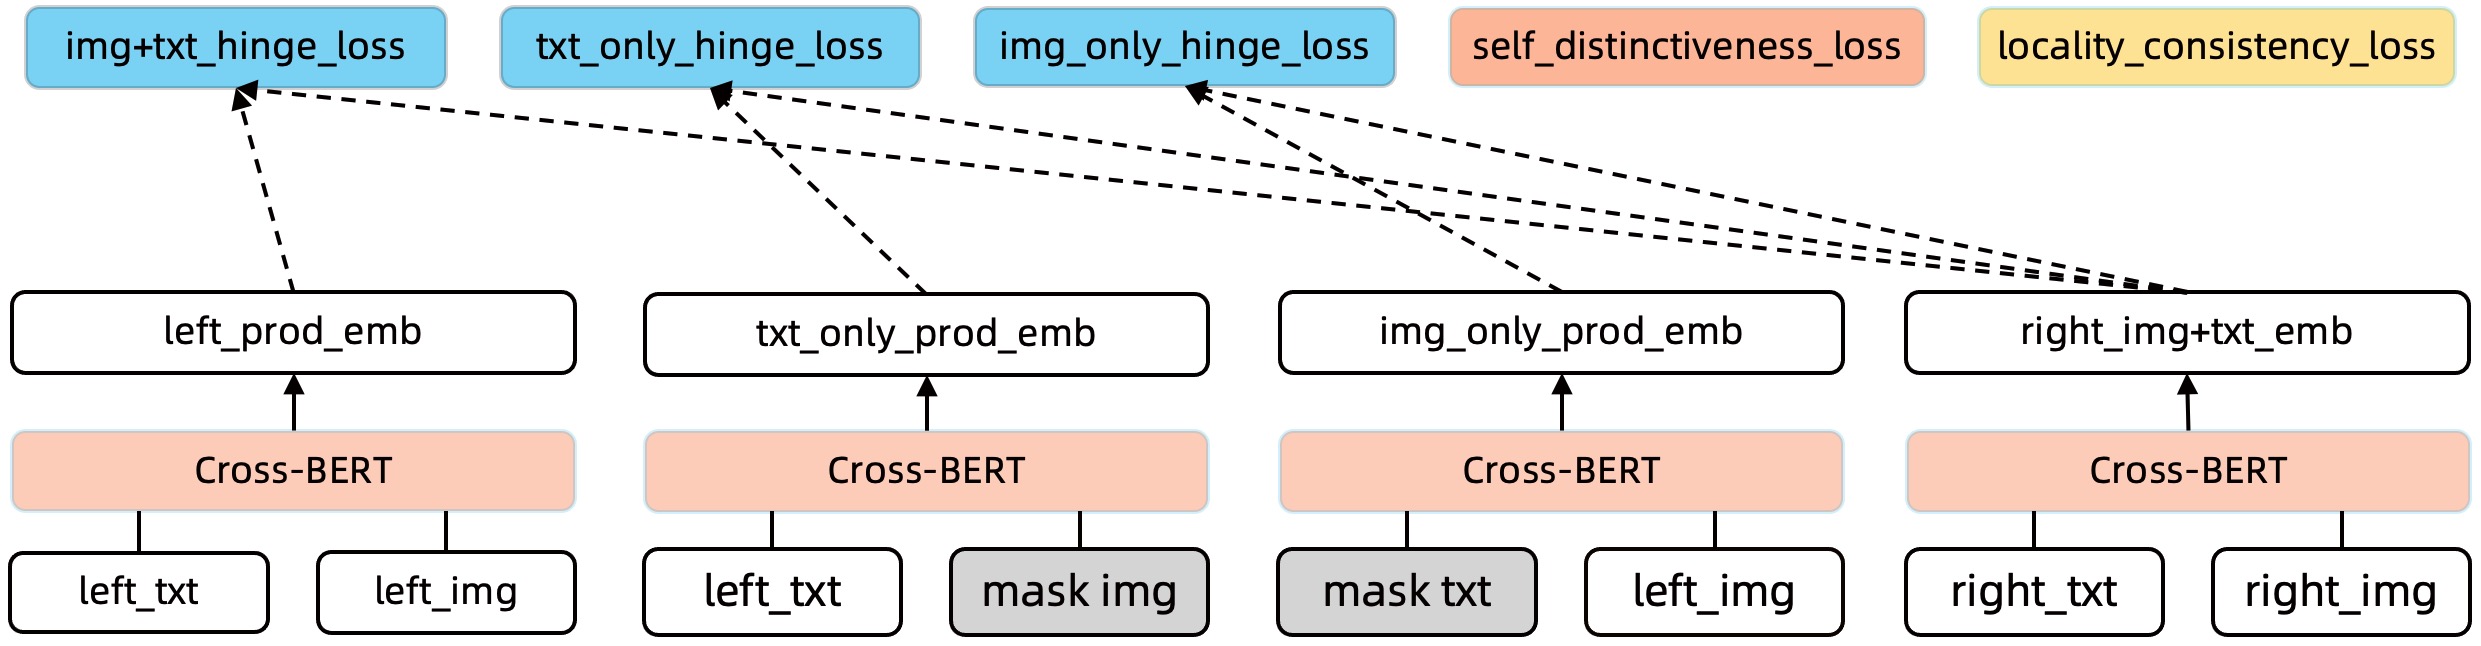 img+txt_hinge_loss
txt_only_hinge_loss
img_only_hinge_loss
self_distinctiveness_loss
locality_consistency_loss
left_prod_emb
txt_only_prod_emb
img_only_prod_emb
right_img+txt_emb
Cross-BERT
Cross-BERT
Cross-BERT
Cross-BERT
left_txt
left_img
left_txt
mask img
mask txt
left_img
right_txt
right_img